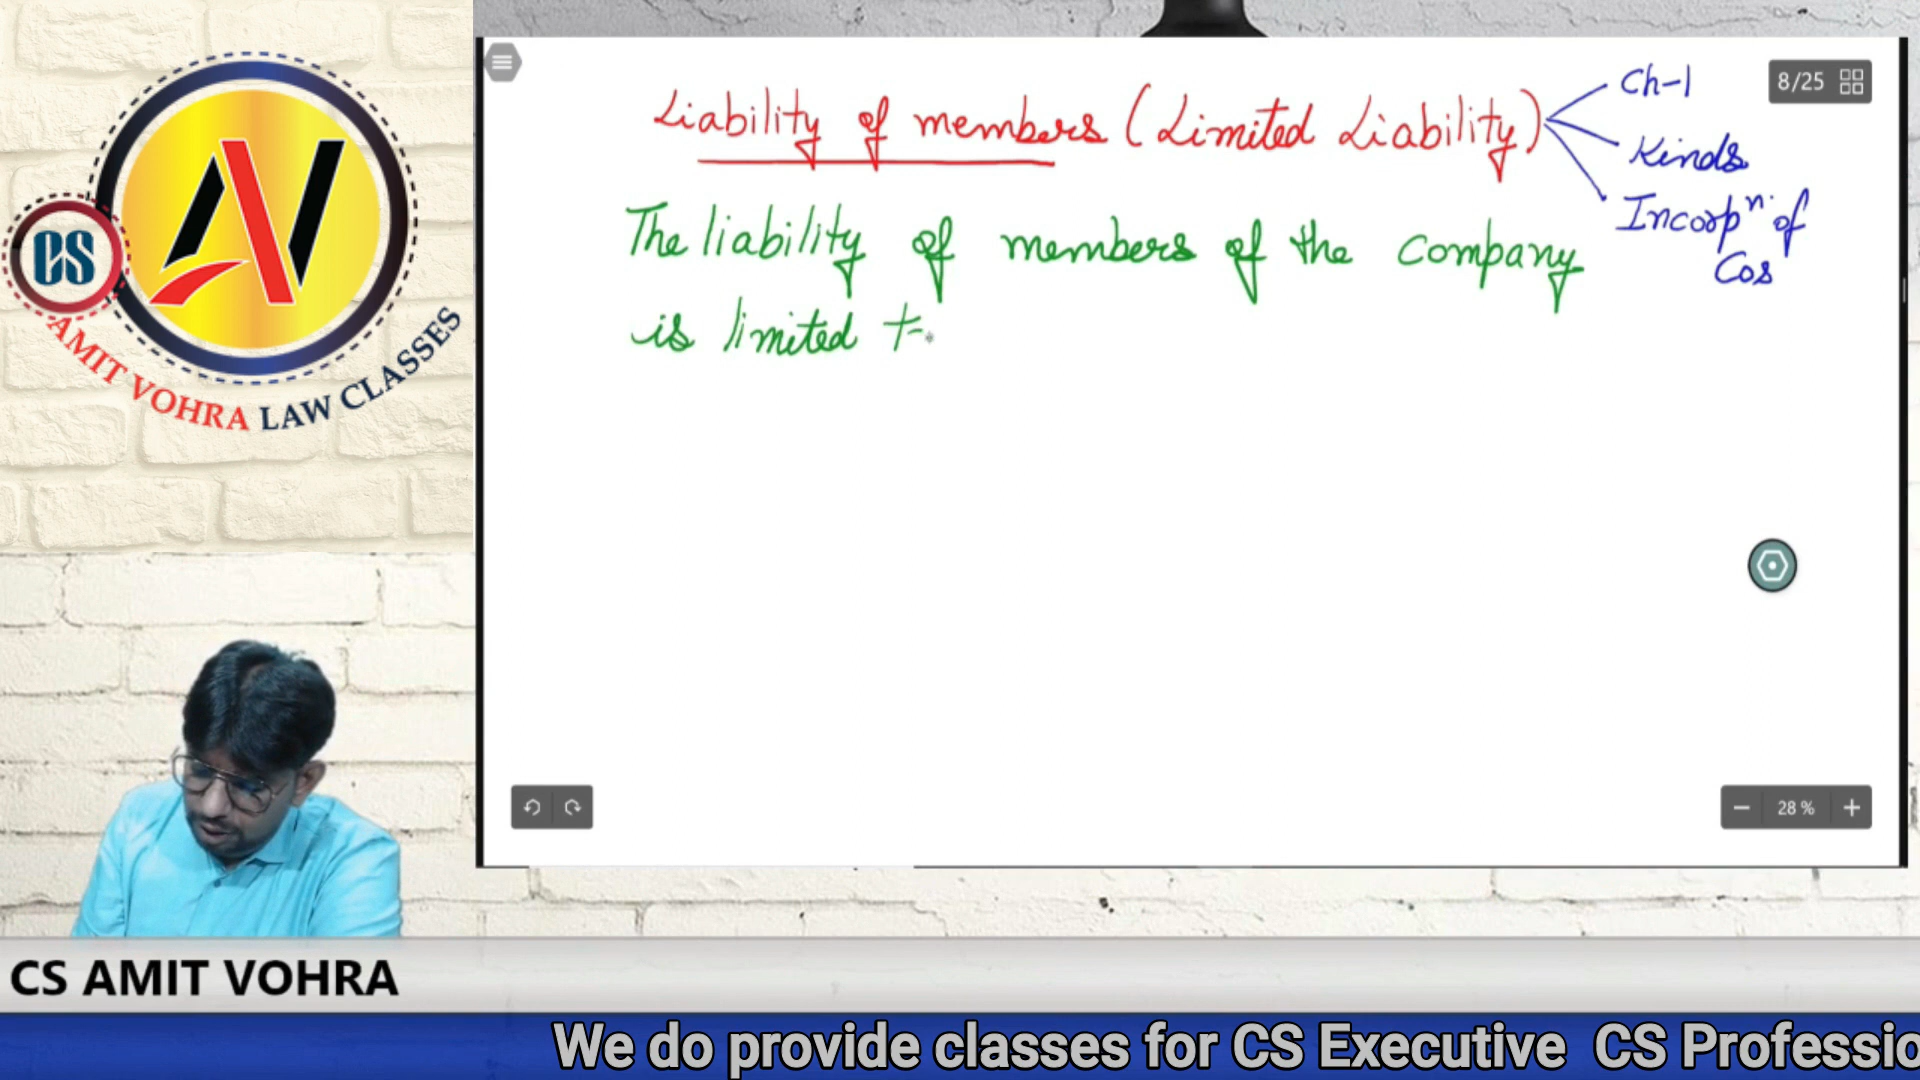 CS
AMIT VOHRA LAW CLASSES
Liability of members (Limited Liability)
Ch-1
Kinds
Incorpn. of
Cos
8/25
The liability of members of the company
is limited
28 %
CS AMIT VOHRA
We do provide classes for CS Executive CS Professio